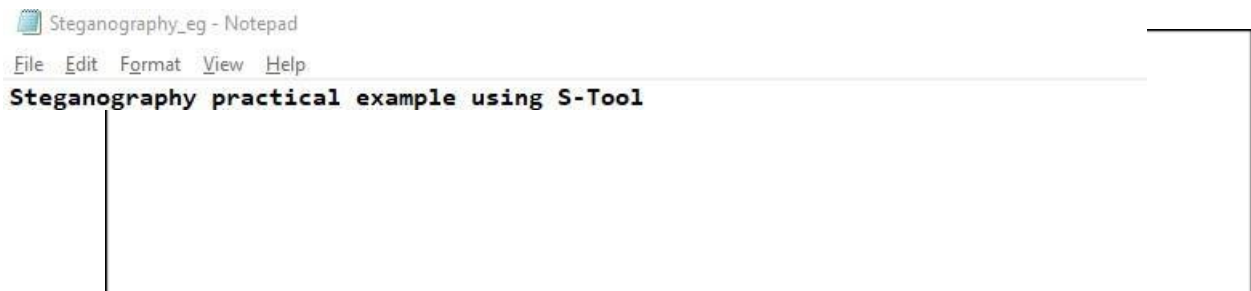 Steganography_eg - Notepad
File Edit Format View Help
Steganography practical example using S-Tool